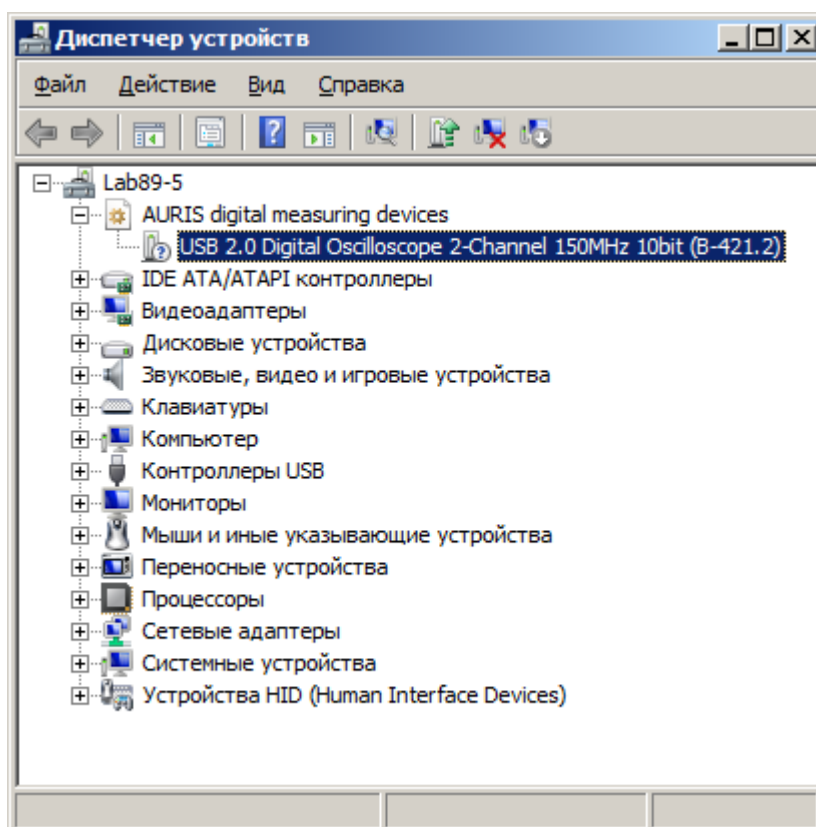 Диспетчер устройств
Файл Действие Вид Справка
Lab89-5
AURIS digital measuring devices
USB 2.0 Digital Oscilloscope 2-Channel 150MHz 10bit (B-421.2)
IDE ATA/ATAPI контроллеры
Видеоадаптеры
Дисковые устройства
Звуковые, видео и игровые устройства
Клавиатуры
Компьютер
Контроллеры USB
Мониторы
Мыши и иные указывающие устройства
Переносные устройства
Процессоры
Сетевые адаптеры
Системные устройства
Устройства HID (Human Interface Devices)